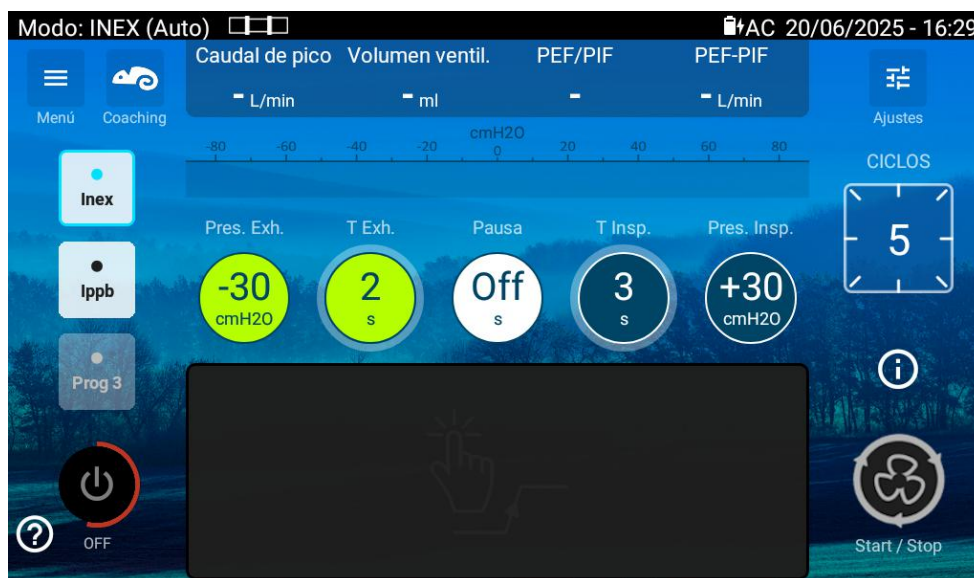 Modo: INEX (Auto) AC 20/06/2025 - 16:29
Caudal de pico Volumen ventil. PEF/PIF PEF-PIF
- L/min - ml - - L/min
Menú Coaching Ajustes
cmH2O
-80 -60 -40 -20 0 20 40 60 80
CICLOS
5
Inex
Pres. Exh. T Exh. Pausa T Insp. Pres. Insp.
-30 2 Off 3 +30
cmH2O s s s cmH2O
Ippb
Prog 3
OFF
?
i
Start / Stop